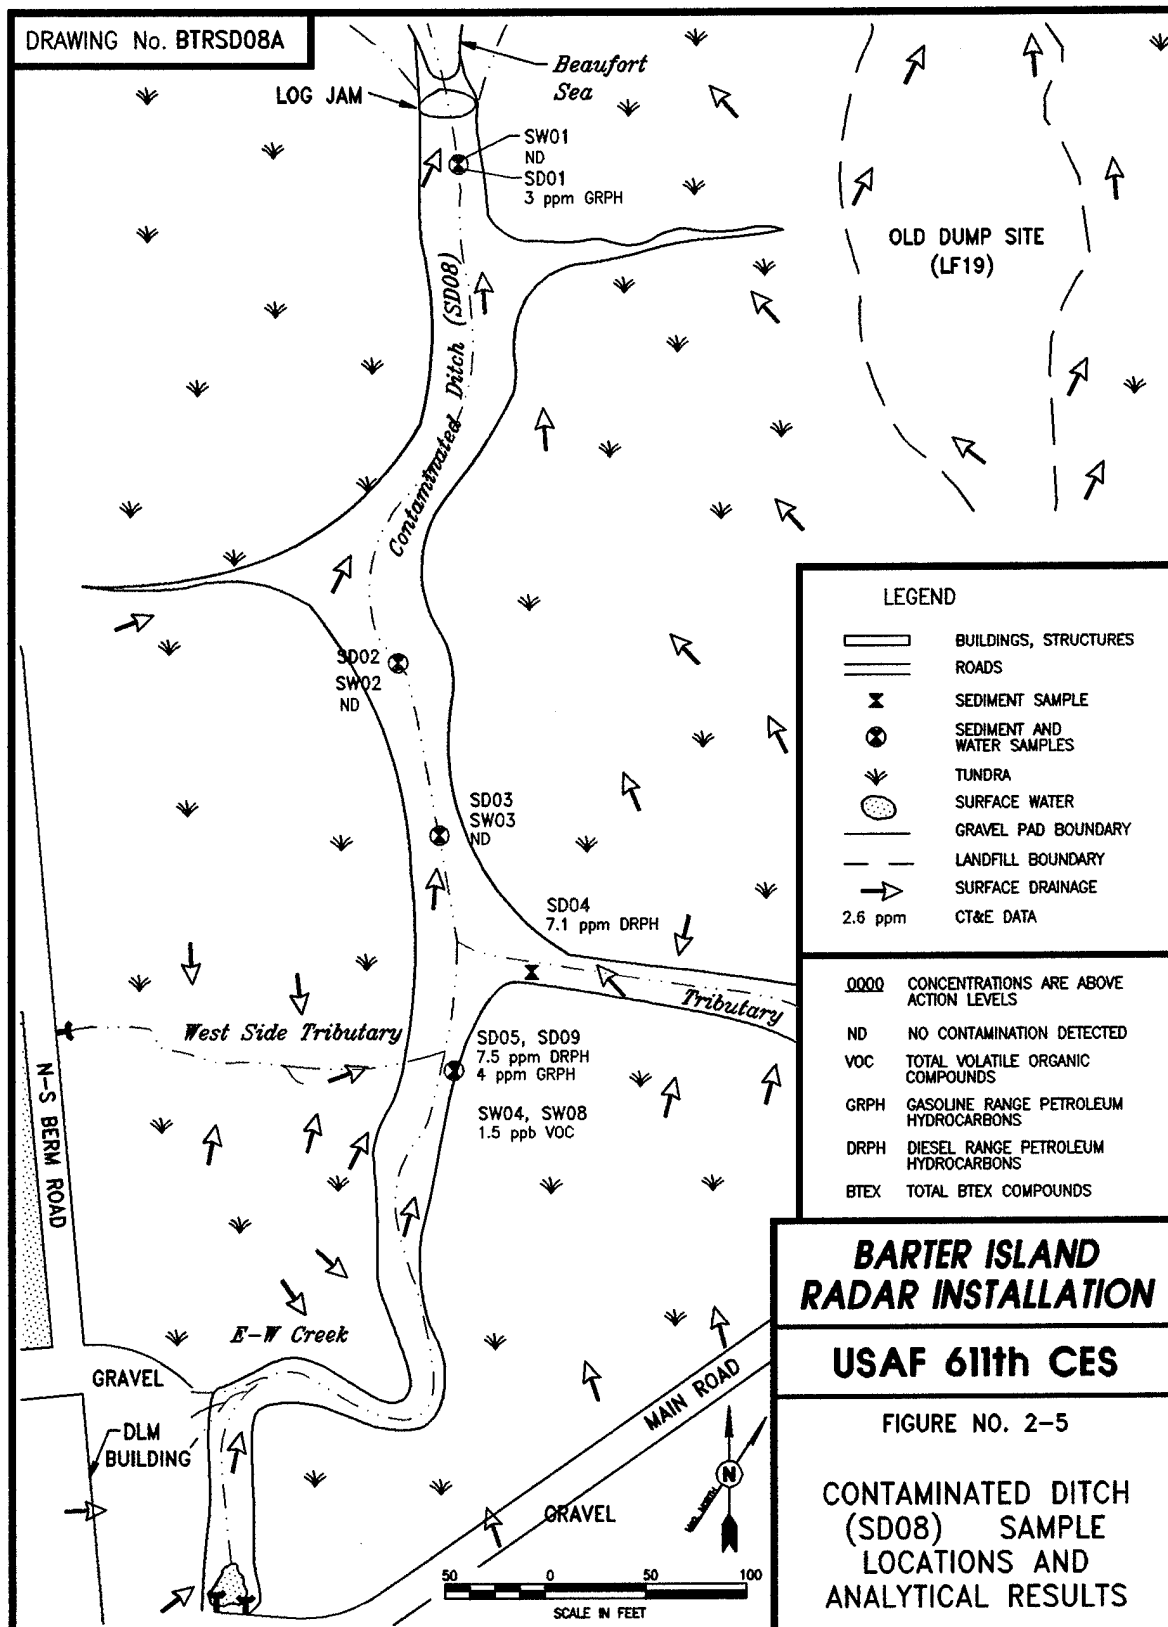 DRAWING No. BTRSD08A
Beaufort
Sea
LOG JAM
SW01
ND
SD01
3 ppm GRPH
OLD DUMP SITE
(LF19)
Contaminated Ditch (SD08)
SD02
SW02
ND
SD03
SW03
ND
SD04
7.1 ppm DRPH
Tributary
West Side Tributary
SD05, SD09
7.5 ppm DRPH
4 ppm GRPH
SW04, SW08
1.5 ppb VOC
N-S BERM ROAD
E-W Creek
GRAVEL
DLM
BUILDING
MAIN ROAD
GRAVEL
N
MAG. NORTH
50 0 50 100
SCALE IN FEET
LEGEND
BUILDINGS, STRUCTURES
ROADS
SEDIMENT SAMPLE
SEDIMENT AND
WATER SAMPLES
TUNDRA
SURFACE WATER
GRAVEL PAD BOUNDARY
LANDFILL BOUNDARY
SURFACE DRAINAGE
2.6 ppm CT&E DATA
0000 CONCENTRATIONS ARE ABOVE
ACTION LEVELS
ND NO CONTAMINATION DETECTED
VOC TOTAL VOLATILE ORGANIC
COMPOUNDS
GRPH GASOLINE RANGE PETROLEUM
HYDROCARBONS
DRPH DIESEL RANGE PETROLEUM
HYDROCARBONS
BTEX TOTAL BTEX COMPOUNDS
BARTER ISLAND
RADAR INSTALLATION
USAF 611th CES
FIGURE NO. 2-5
CONTAMINATED DITCH
(SD08) SAMPLE
LOCATIONS AND
ANALYTICAL RESULTS